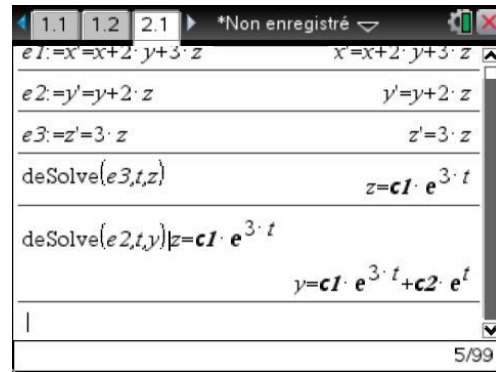 1.1 1.2 2.1 *Non enregistré
e1:=x'=x+2·y+3·z x'=x+2·y+3·z
e2:=y'=y+2·z y'=y+2·z
e3:=z'=3·z z'=3·z
deSolve(e3,t,z) z=c1·e^3·t
deSolve(e2,t,y)|z=c1·e^3·t
y=c1·e^3·t+c2·e^t
5/99